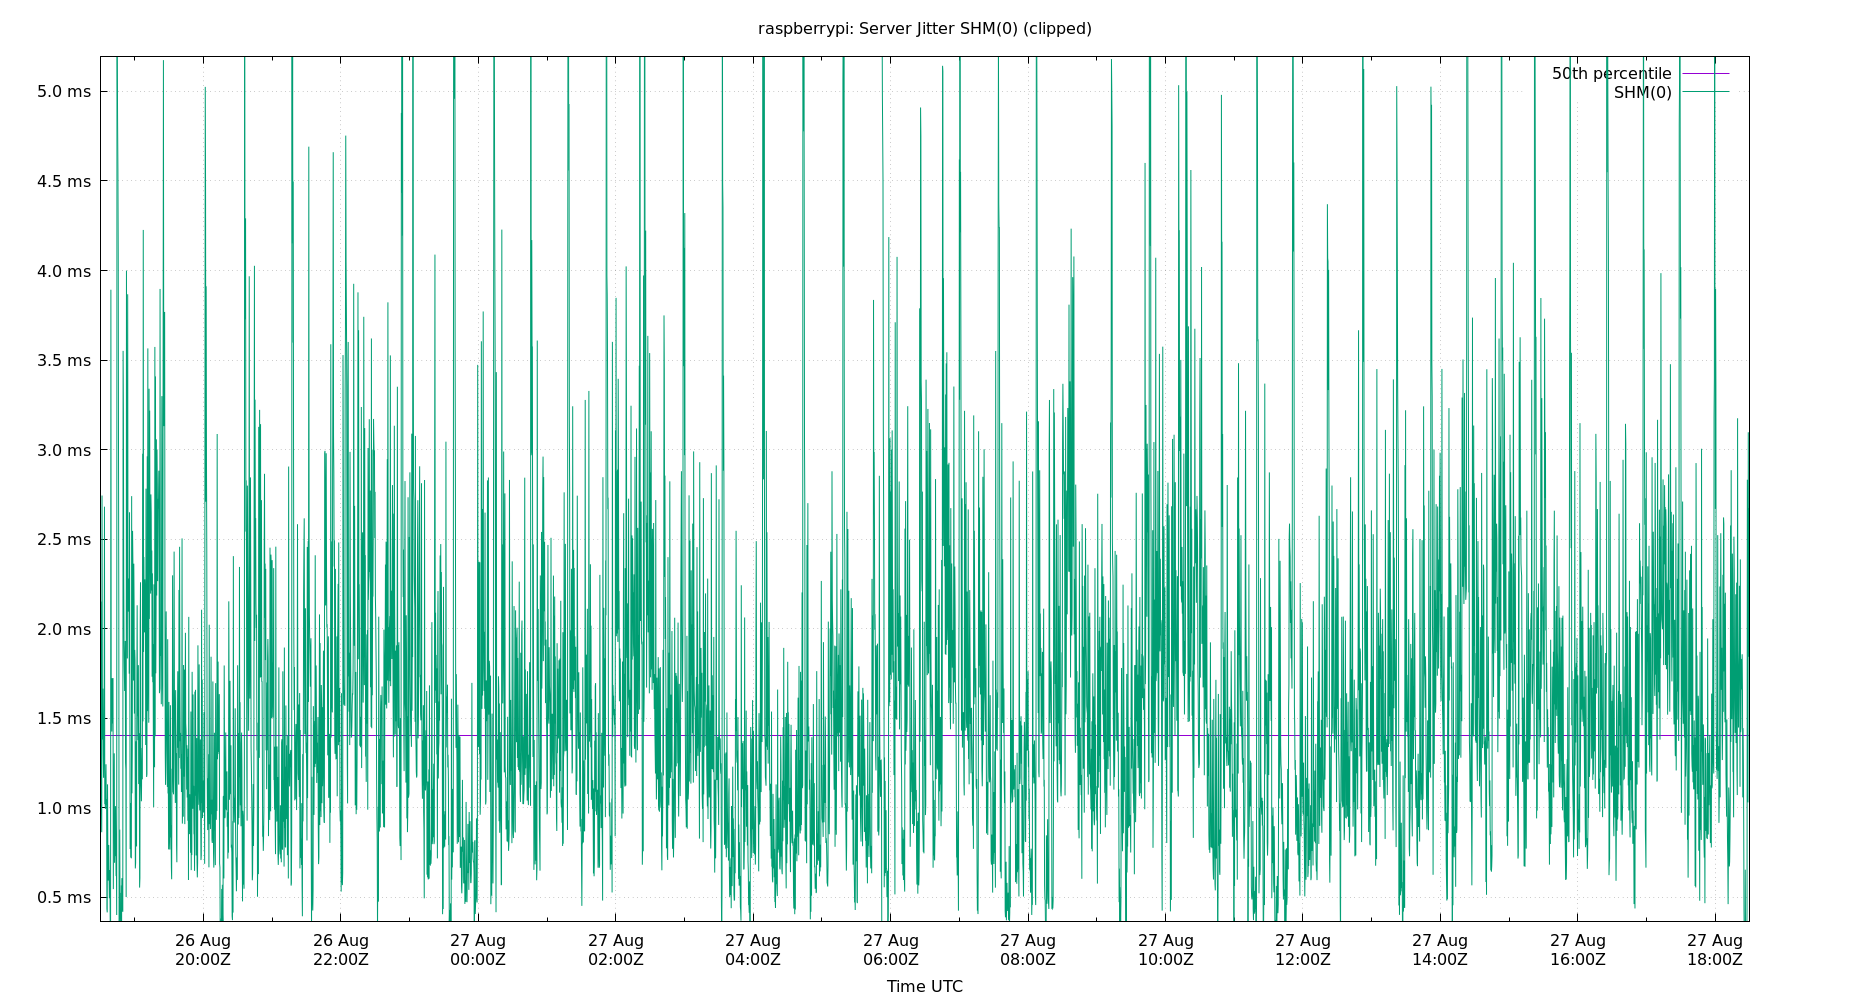 raspberrypi: Server Jitter SHM(0) (clipped)
50th percentile
SHM(0)
5.0 ms
4.5 ms
4.0 ms
3.5 ms
3.0 ms
2.5 ms
2.0 ms
1.5 ms
1.0 ms
0.5 ms
26 Aug 26 Aug 27 Aug 27 Aug 27 Aug 27 Aug 27 Aug 27 Aug 27 Aug 27 Aug 27 Aug 27 Aug
20:00Z 22:00Z 00:00Z 02:00Z 04:00Z 06:00Z 08:00Z 10:00Z 12:00Z 14:00Z 16:00Z 18:00Z
Time UTC